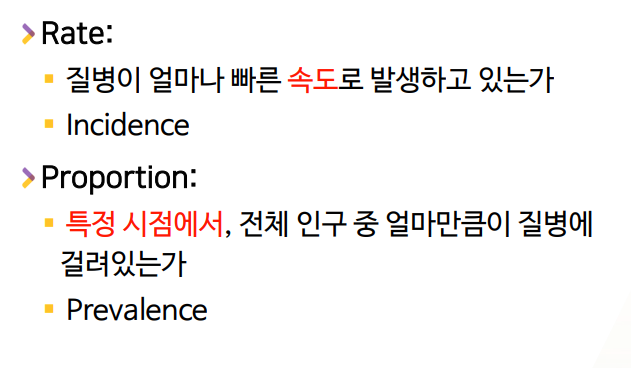 Rate:
질병이 얼마나 빠른 속도로 발생하고 있는가
Incidence
Proportion:
특정 시점에서, 전체 인구 중 얼마만큼이 질병에
걸려있는가
Prevalence